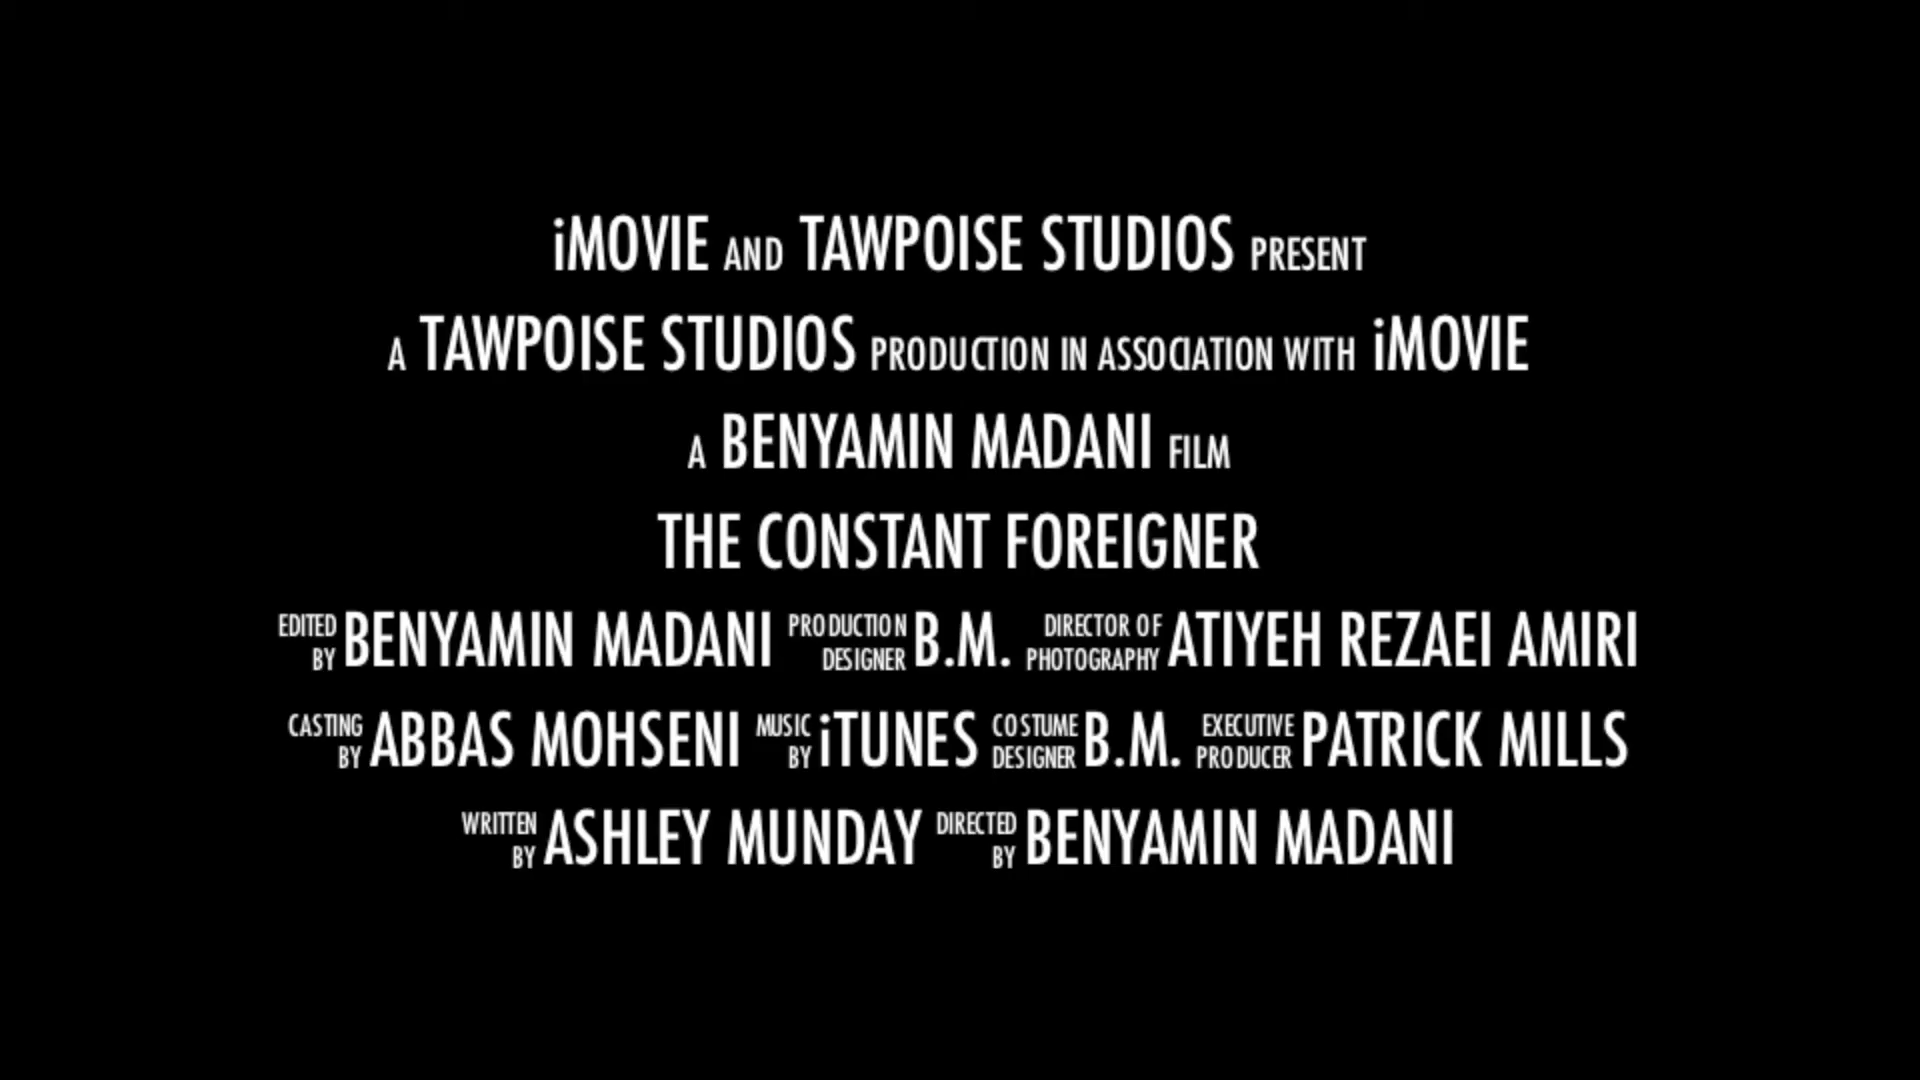 iMOVIE AND TAWPOISE STUDIOS PRESENT
A TAWPOISE STUDIOS PRODUCTION IN ASSOCIATION WITH iMOVIE
A BENYAMIN MADANI FILM
THE CONSTANT FOREIGNER
EDITED BY BENYAMIN MADANI PRODUCTION DESIGNER B.M. DIRECTOR OF PHOTOGRAPHY ATIYEH REZAEI AMIRI
CASTING BY ABBAS MOHSENI MUSIC BY iTUNES COSTUME DESIGNER B.M. EXECUTIVE PRODUCER PATRICK MILLS
WRITTEN BY ASHLEY MUNDAY DIRECTED BY BENYAMIN MADANI